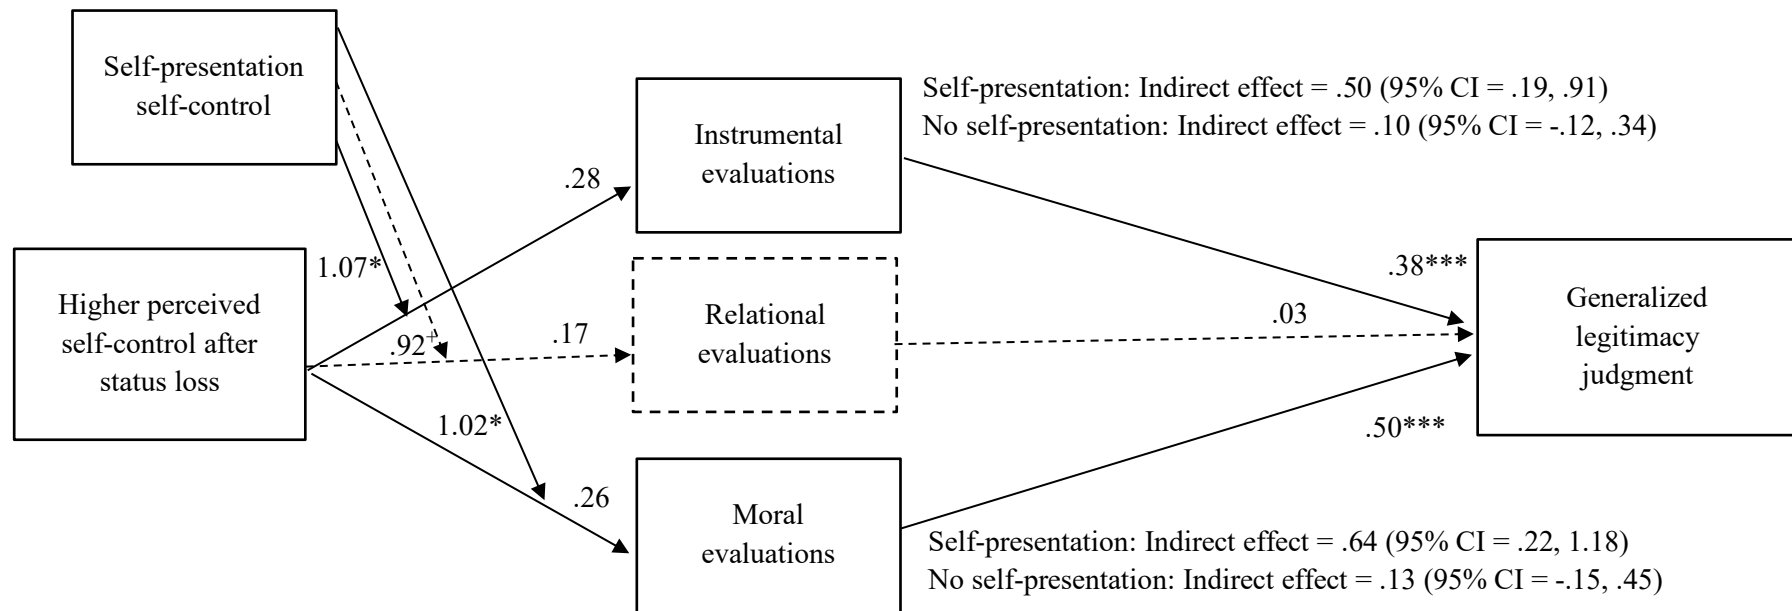 Self-presentation
self-control
Self-presentation: Indirect effect = .50 (95% CI = .19, .91)
No self-presentation: Indirect effect = .10 (95% CI = -.12, .34)
Instrumental
evaluations
.28
1.07*
.38***
Higher perceived
self-control after
status loss
.92+
.17
Relational
evaluations
.03
Generalized
legitimacy
judgment
1.02*
.50***
.26
Moral
evaluations
Self-presentation: Indirect effect = .64 (95% CI = .22, 1.18)
No self-presentation: Indirect effect = .13 (95% CI = -.15, .45)